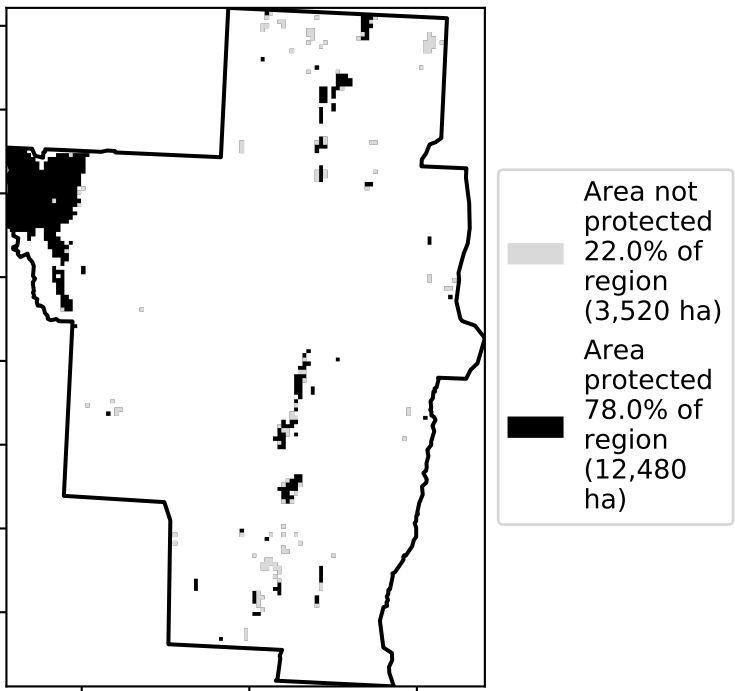 Area not
protected
22.0% of
region
(3,520 ha)
Area
protected
78.0% of
region
(12,480
ha)